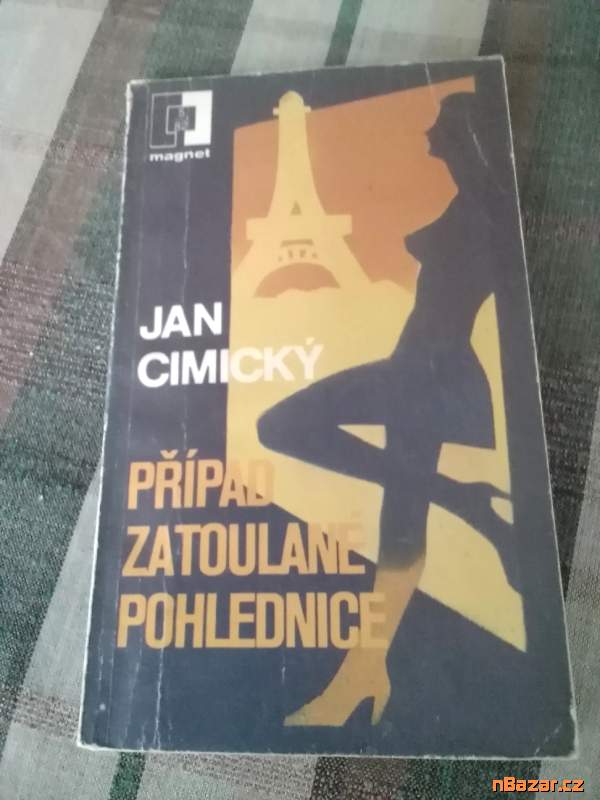 magnet
JAN
CIMICKÝ
PŘÍPAD
ZATOULANÉ
POHLEDNICE
nBazar.cz